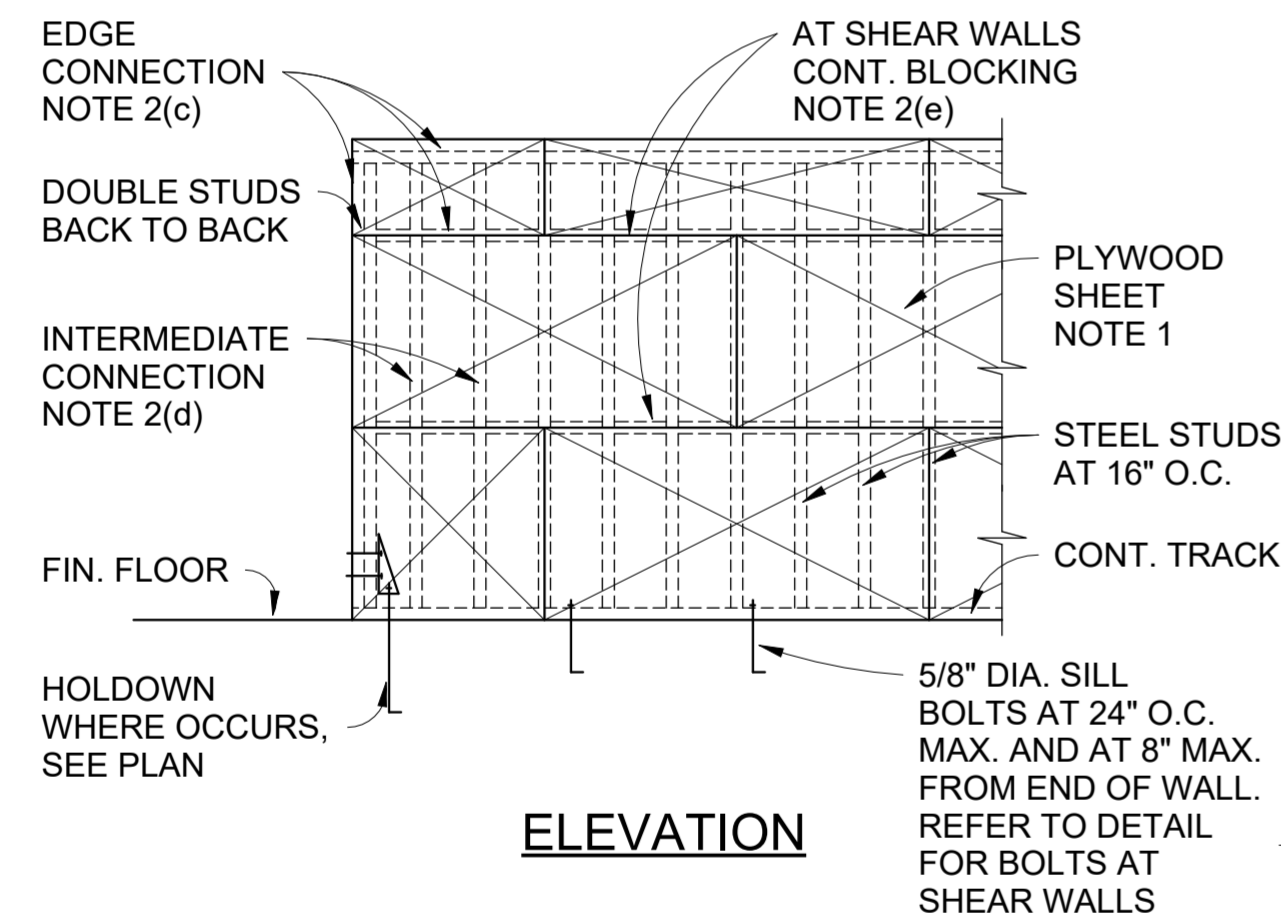 EDGE
CONNECTION
NOTE 2(c)
AT SHEAR WALLS
CONT. BLOCKING
NOTE 2(e)
DOUBLE STUDS
BACK TO BACK
PLYWOOD
SHEET
NOTE 1
INTERMEDIATE
CONNECTION
NOTE 2(d)
STEEL STUDS
AT 16" O.C.
FIN. FLOOR
CONT. TRACK
HOLDOWN
WHERE OCCURS,
SEE PLAN
5/8" DIA. SILL
BOLTS AT 24" O.C.
MAX. AND AT 8" MAX.
FROM END OF WALL.
REFER TO DETAIL
FOR BOLTS AT
SHEAR WALLS
ELEVATION